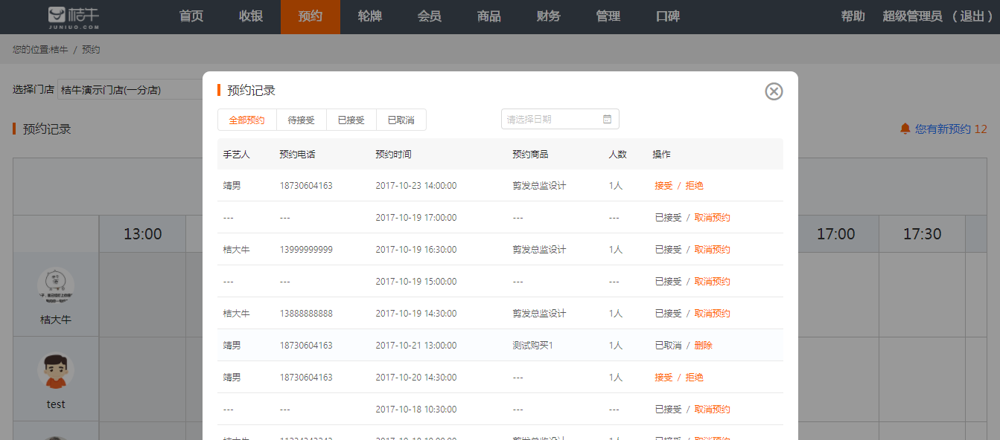 桔牛 首页 收银 预约 轮牌 会员 商品 财务 管理 口碑 帮助 超级管理员 （ 退出 ）
JUNIUO.COM
您的位置:桔牛 / 预约
选择门店 桔牛演示门店(一分店)
预约记录
您有新预约 12
13:00 17:00 17:30
桔大牛
test
预约记录
全部预约 待接受 已接受 已取消 请选择日期
手艺人 预约电话 预约时间 预约商品 人数 操作
靖男 18730604163 2017-10-23 14:00:00 剪发总监设计 1人 接受 / 拒绝
--- --- 2017-10-19 17:00:00 --- --- 已接受 / 取消预约
桔大牛 13999999999 2017-10-19 16:30:00 剪发总监设计 1人 已接受 / 取消预约
--- --- 2017-10-19 15:00:00 --- --- 已接受 / 取消预约
桔大牛 13888888888 2017-10-19 14:30:00 剪发总监设计 1人 已接受 / 取消预约
靖男 18730604163 2017-10-21 13:00:00 测试购买1 1人 已取消 / 删除
靖男 18730604163 2017-10-20 14:30:00 --- 1人 接受 / 拒绝
--- --- 2017-10-18 10:30:00 --- --- 已接受 / 取消预约